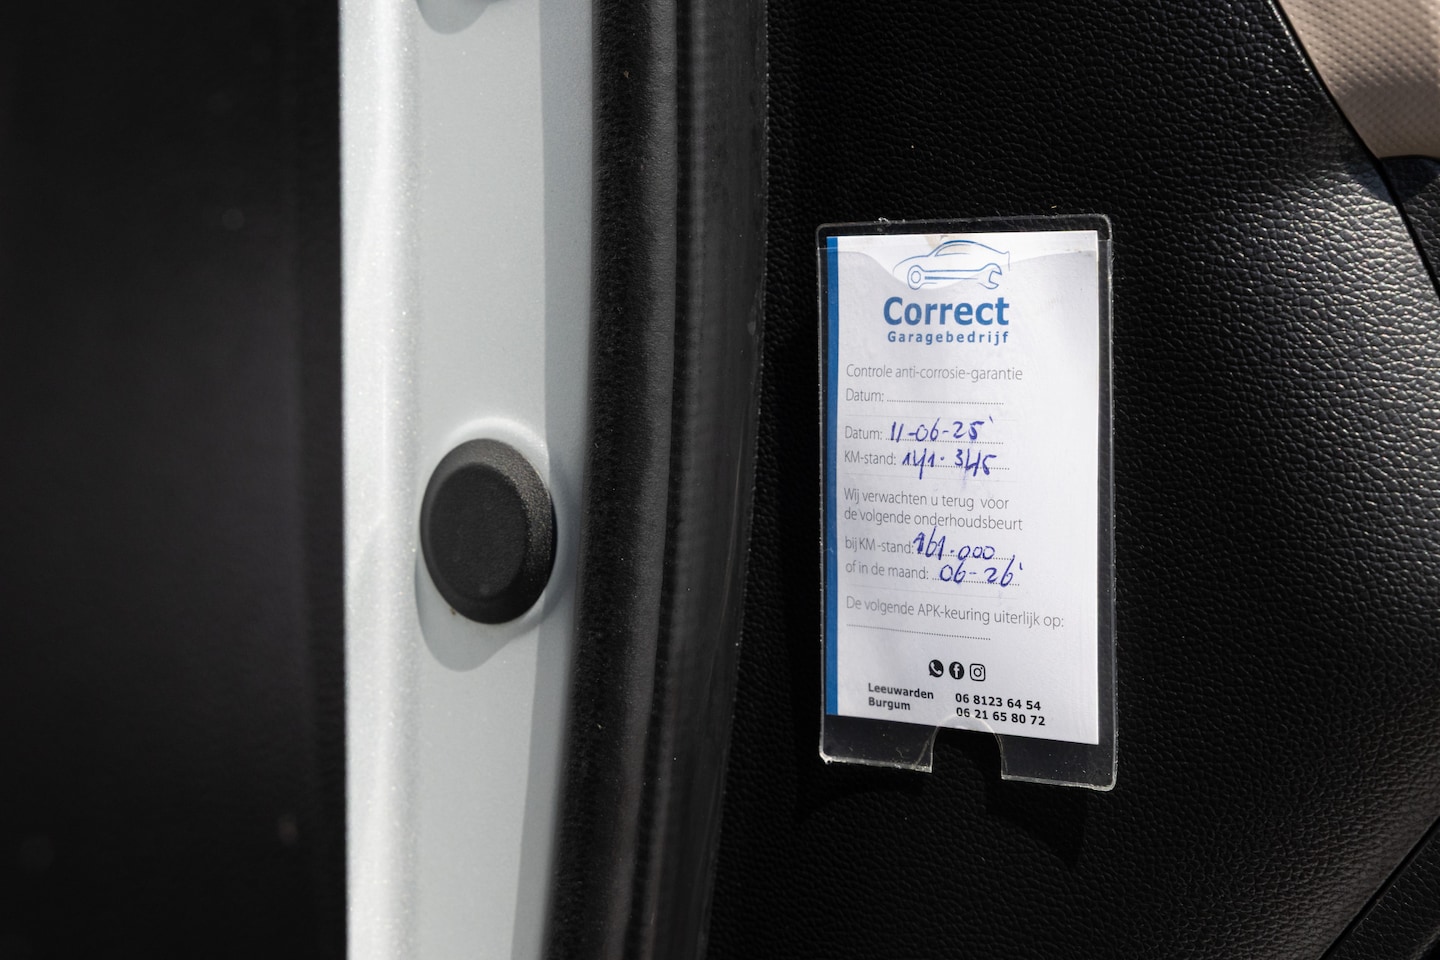 Correct
Garagebedrijf
Controle anti-corrosie-garantie
Datum:
Datum: 11-06-25'
KM-stand: 141.345
Wij verwachten u terug voor
de volgende onderhoudsbeurt
bij KM-stand: 161.000
of in de maand: 06-26'
De volgende APK-keuring uiterlijk op:
Leeuwarden 06 8123 64 54
Burgum 06 21 65 80 72